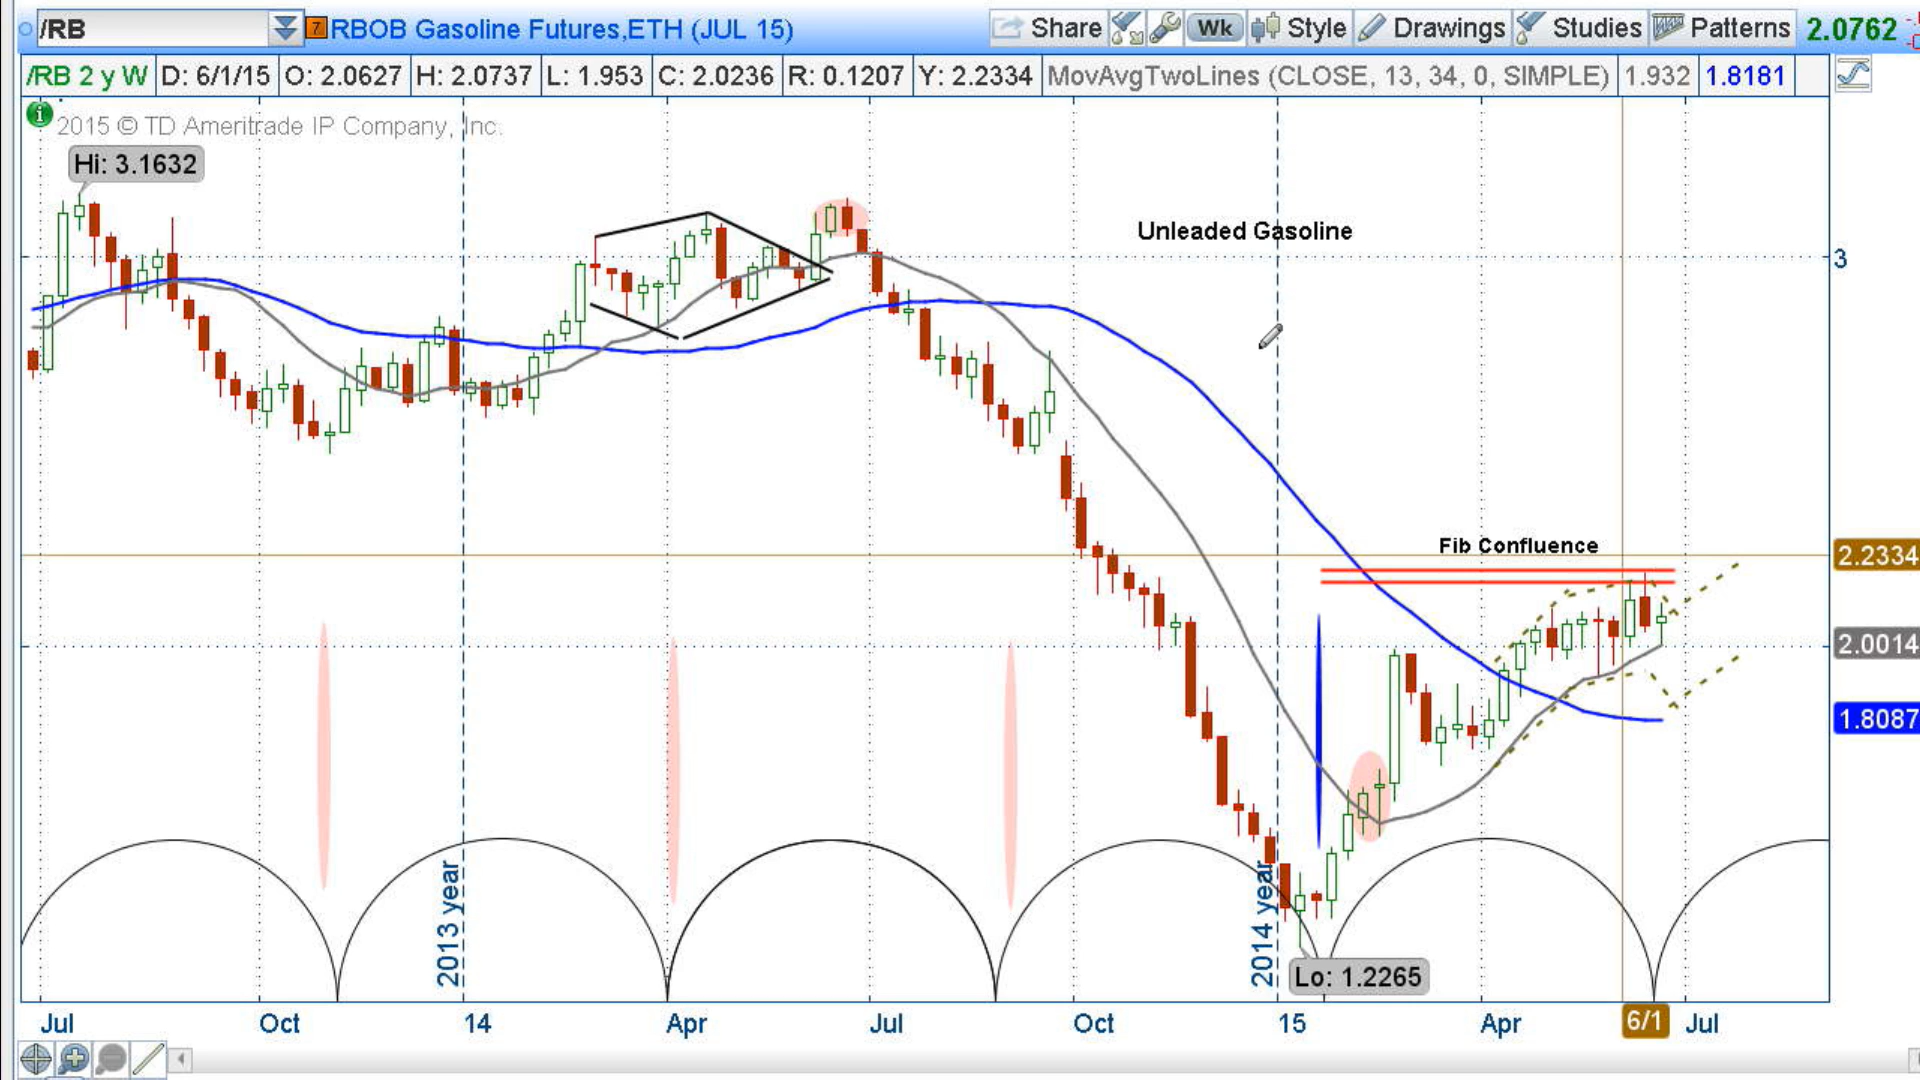 /RB
7 RBOB Gasoline Futures,ETH (JUL 15)
Share
Wk
Style
Drawings
Studies
Patterns
2.0762
/RB 2 y W D: 6/1/15 O: 2.0627 H: 2.0737 L: 1.953 C: 2.0236 R: 0.1207 Y: 2.2334 MovAvgTwoLines (CLOSE, 13, 34, 0, SIMPLE) 1.932 1.8181
2015 © TD Ameritrade IP Company, Inc.
Hi: 3.1632
Unleaded Gasoline
3
Fib Confluence
2.2334
2.0014
1.8087
2013 year
2014 year
Lo: 1.2265
Jul Oct 14 Apr Jul Oct 15 Apr 6/1 Jul